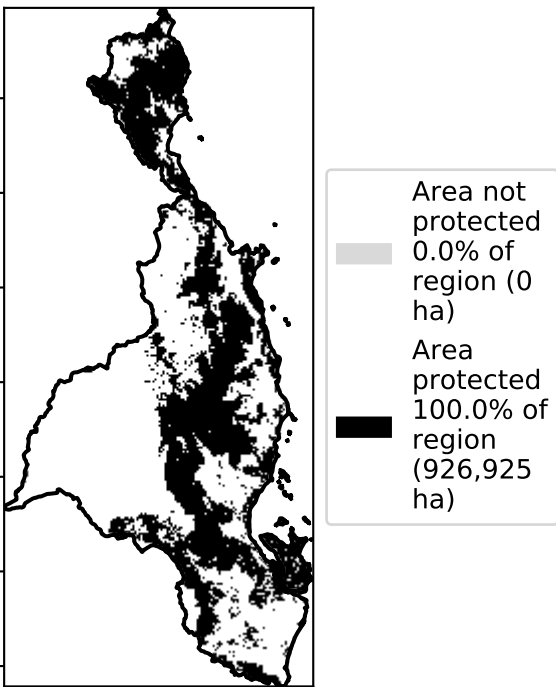 Area not
protected
0.0% of
region (0
ha)
Area
protected
100.0% of
region
(926,925
ha)